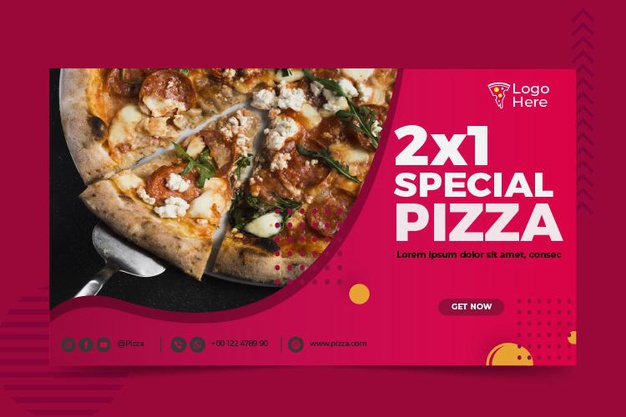 Logo
Here
2x1
SPECIAL
PIZZA
Lorem ipsum dolor sit amet, consec
GET NOW
@Pizza
+00 122 4789 90
www.pizza.com